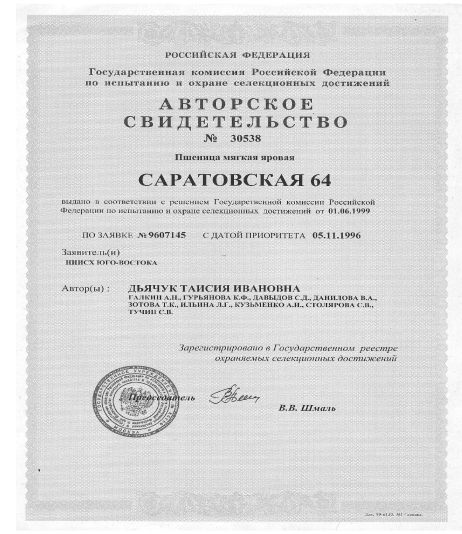 РОССИЙСКАЯ ФЕДЕРАЦИЯ
Государственная комиссия Российской Федерации
по испытанию и охране селекционных достижений
АВТОРСКОЕ
СВИДЕТЕЛЬСТВО
№ 30538
Пшеница мягкая яровая
САРАТОВСКАЯ 64
выдано в соответствии с решением Государственной комиссии Российской
Федерации по испытанию и охране селекционных достижений от 01.06.1999
ПО ЗАЯВКЕ №9607145 С ДАТОЙ ПРИОРИТЕТА 05.11.1996
Заявитель(и)
НИИСХ ЮГО-ВОСТОКА
Автор(ы) : ДЬЯЧУК ТАИСИЯ ИВАНОВНА
ГАЛКИН А.Н., ГУРЬЯНОВА К.Ф., ДАВЫДОВ С.Д., ДАНИЛОВА В.А.,
ЗОТОВА Т.К., ИЛЬИНА Л.Г., КУЗЬМЕНКО А.И., СТОЛЯРОВА С.В.,
ТУЧИН С.В.
Зарегистрировано в Государственном реестре
охраняемых селекционных достижений
Председатель
В.В. Шмаль